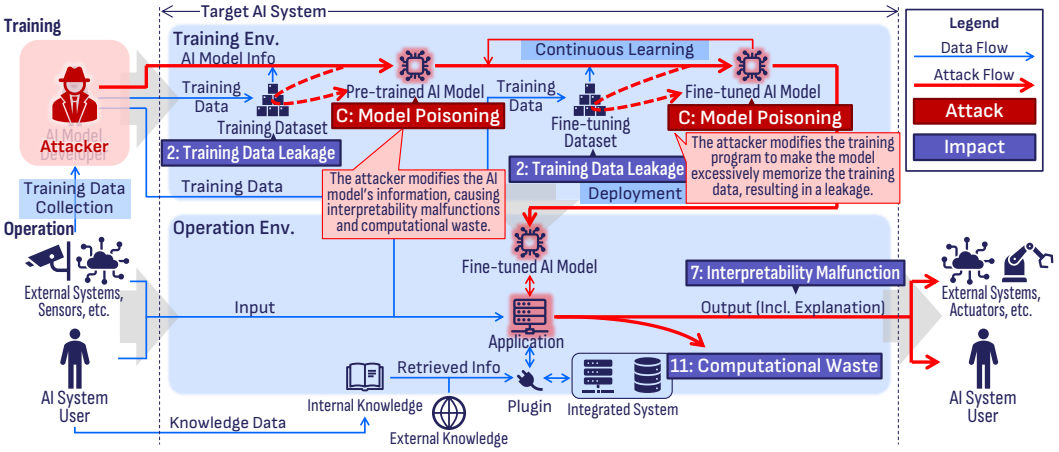 Target AI System
Training
Training Env.
AI Model Info
Continuous Learning
Training
Data
Pre-trained AI Model
Training
Data
Fine-tuned AI Model
C: Model Poisoning
C: Model Poisoning
AI Model
Attacker
Developer
Training Dataset
2: Training Data Leakage
Fine-tuning
Dataset
2: Training Data Leakage
The attacker modifies the training
program to make the model
excessively memorize the training
data, resulting in a leakage.
The attacker modifies the AI
model's information, causing
interpretability malfunctions
and computational waste.
Training Data
Collection
Training Data
Deployment
Operation
Operation Env.
Fine-tuned AI Model
7: Interpretability Malfunction
External Systems,
Sensors, etc.
Input
Application
Output (Incl. Explanation)
External Systems,
Actuators, etc.
11: Computational Waste
AI System
User
Retrieved Info
Internal Knowledge
Plugin
Integrated System
AI System
User
Knowledge Data
External Knowledge
Legend
Data Flow
Attack Flow
Attack
Impact